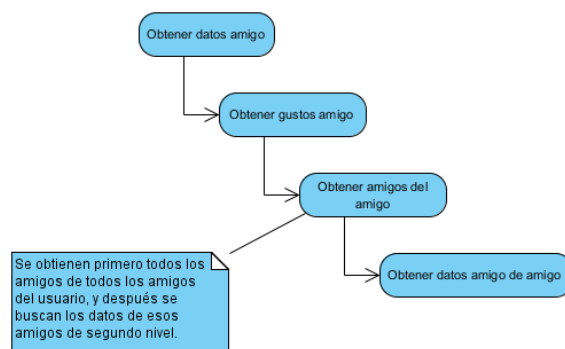 Obtener datos amigo
Obtener gustos amigo
Obtener amigos del
amigo
Obtener datos amigo de amigo
Se obtienen primero todos los
amigos de todos los amigos
del usuario, y después se
buscan los datos de esos
amigos de segundo nivel.